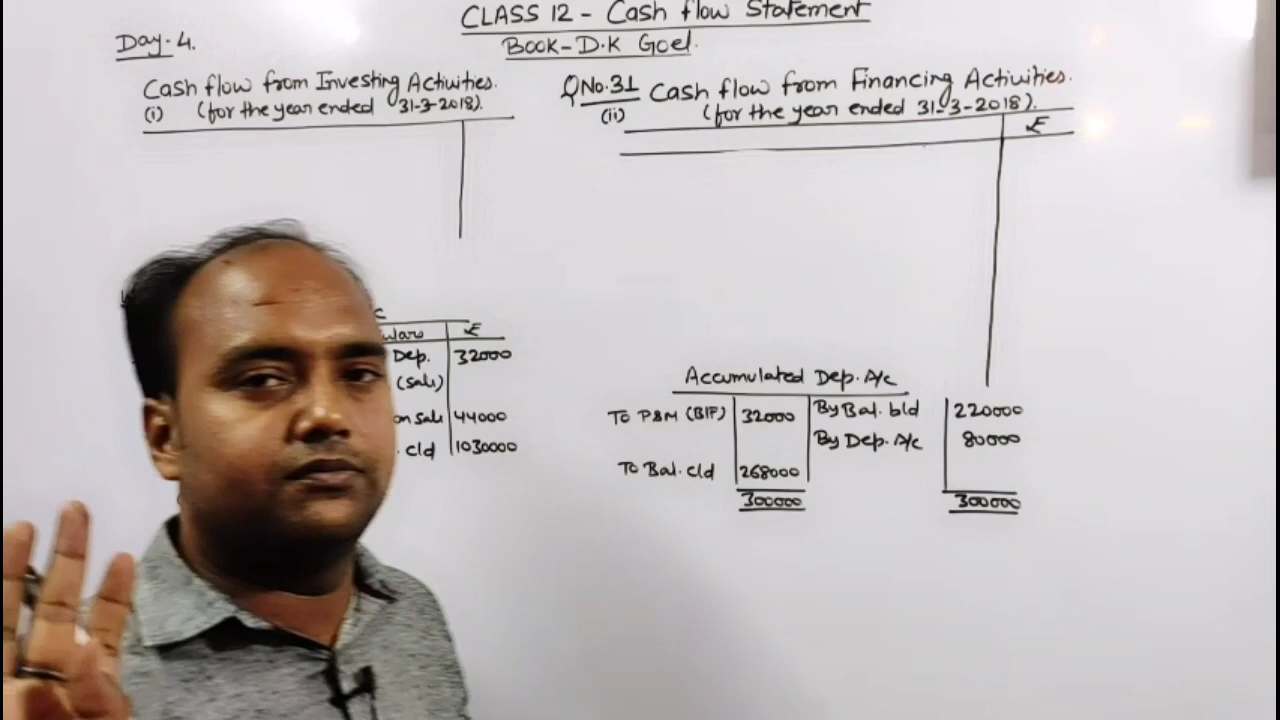 CLASS 12 - Cash flow Statement
Day-4.
BOOK-D.K Goel.
Cash flow from Investing Activities.
(i) (for the year ended 31-3-2018).
QNo.31 Cash flow from Financing Activities.
(ii) (for the year ended 31-3-2018).
₹
₹
Dep. 32000
(sale)
on sale 44000
c/d 1030000
Accumulated Dep. A/c
To P&M (B/F) 32000 By Bal. b/d 220000
By Dep. A/c 80000
To Bal. c/d 268000
300000 300000